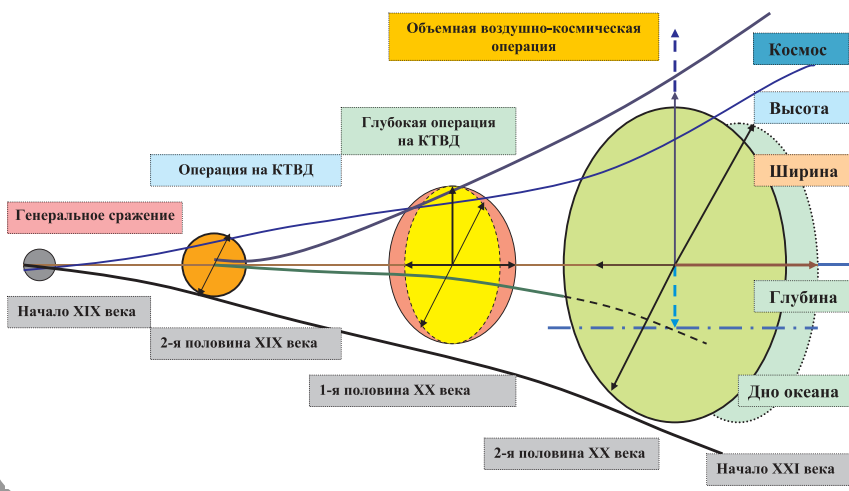 Объемная воздушно-космическая
операция
Космос
Высота
Глубокая операция
на КТВД
Операция на КТВД
Ширина
Генеральное сражение
Глубина
Начало XIX века
2-я половина XIX века
1-я половина XX века
Дно океана
2-я половина XX века
Начало XXI века